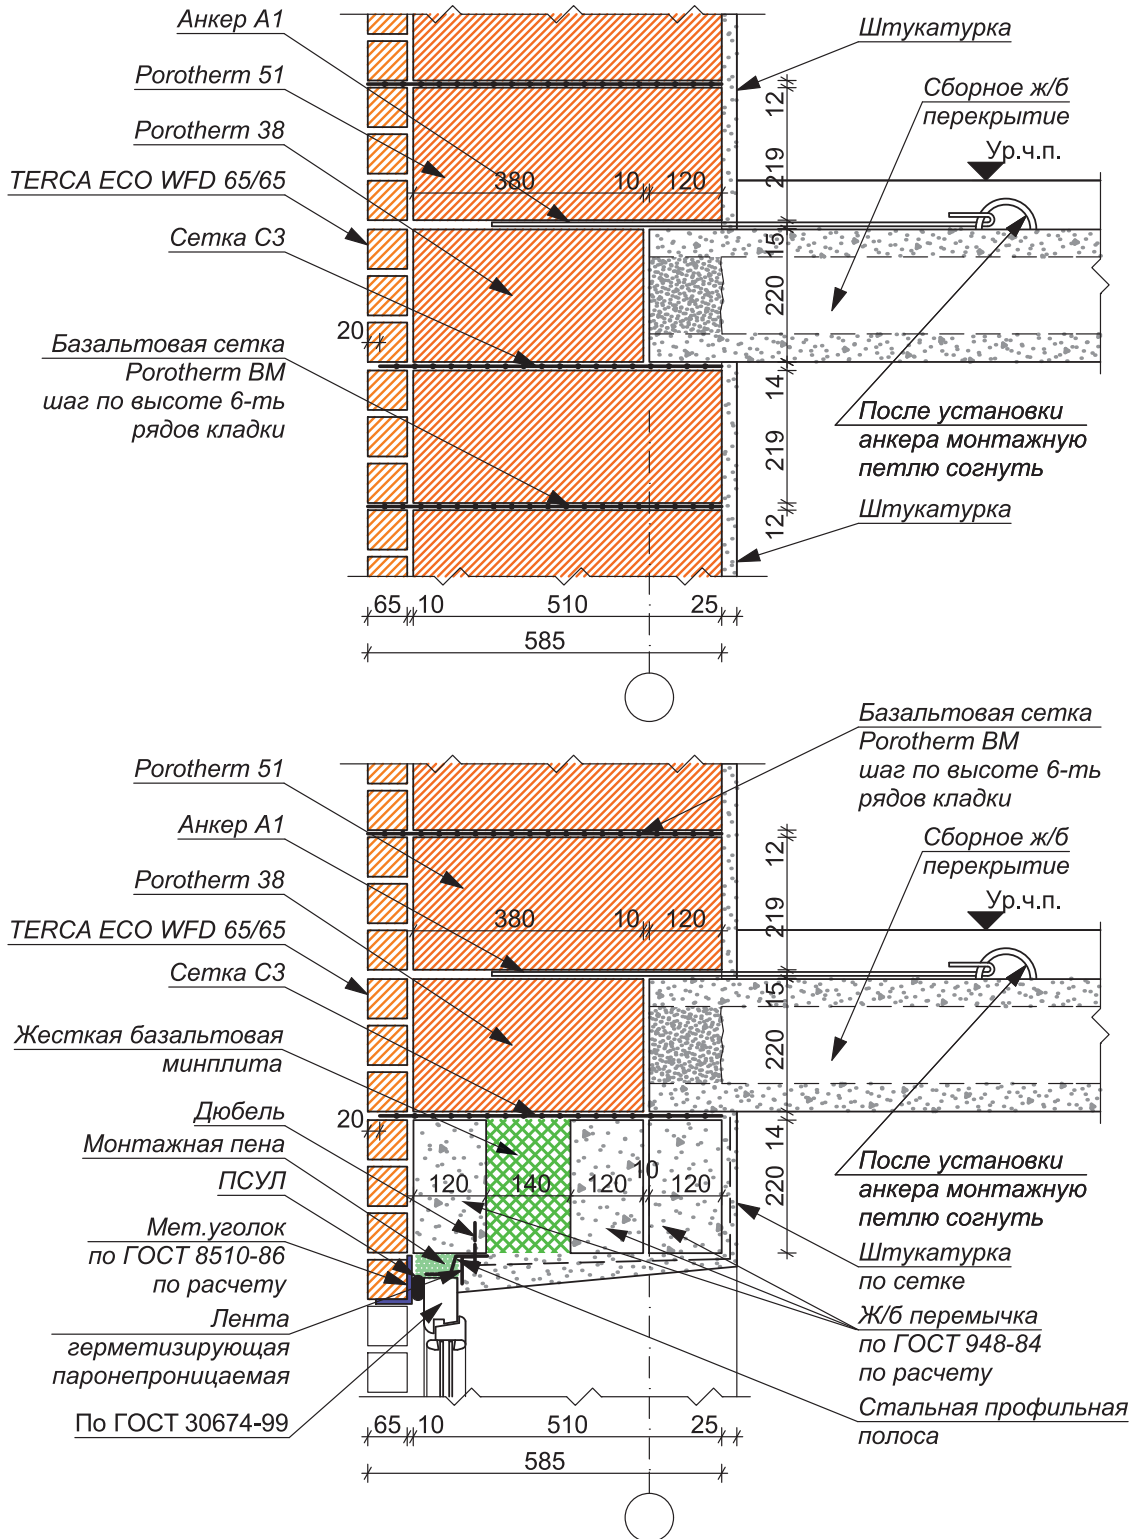 Анкер А1
Porotherm 51
Porotherm 38
TERCA ECO WFD 65/65
Сетка С3
20
Базальтовая сетка
Porotherm BM
шаг по высоте 6-ть
рядов кладки
Штукатурка
Сборное ж/б
перекрытие
Ур.ч.п.
12
219
380
10
120
15
220
14
219
12
После установки
анкера монтажную
петлю согнуть
Штукатурка
65
10
510
25
585
Базальтовая сетка
Porotherm BM
шаг по высоте 6-ть
рядов кладки
Porotherm 51
Анкер А1
Porotherm 38
TERCA ECO WFD 65/65
Сетка С3
Жесткая базальтовая
минплита
Дюбель
20
Монтажная пена
ПСУЛ
Мет.уголок
по ГОСТ 8510-86
по расчету
Лента
герметизирующая
паронепроницаемая
По ГОСТ 30674-99
Сборное ж/б
перекрытие
Ур.ч.п.
12
219
380
10
120
15
220
14
220
120
140
120
10
120
После установки
анкера монтажную
петлю согнуть
Штукатурка
по сетке
Ж/б перемычка
по ГОСТ 948-84
по расчету
Стальная профильная
полоса
65
10
510
25
585